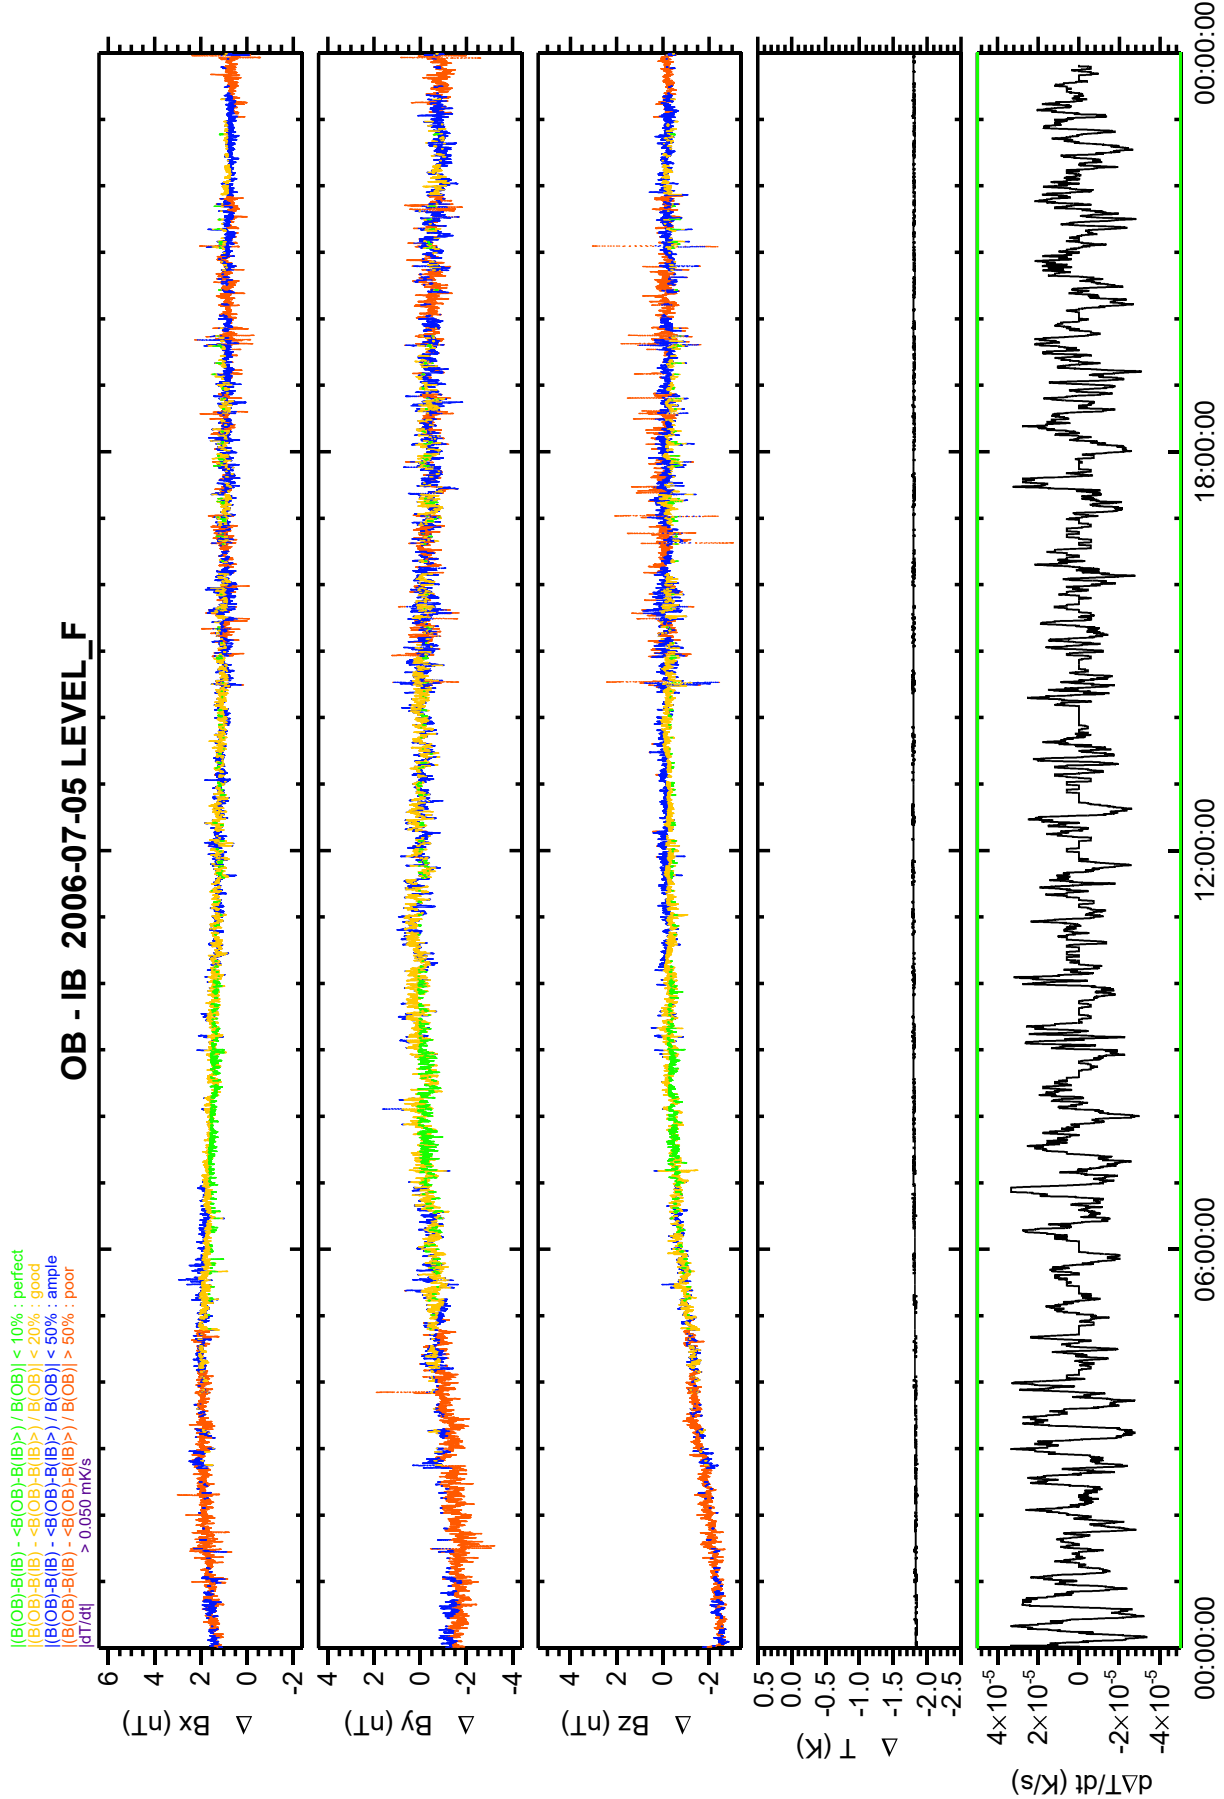 OB - IB 2006-07-05 LEVEL_F
|(B(OB)-B(IB) - <B(OB)-B(IB)>) / B(OB)| < 10% : perfect
|(B(OB)-B(IB) - <B(OB)-B(IB)>) / B(OB)| < 20% : good
|(B(OB)-B(IB) - <B(OB)-B(IB)>) / B(OB)| < 50% : ample
|(B(OB)-B(IB) - <B(OB)-B(IB)>) / B(OB)| > 50% : poor
|dT/dt| > 0.050 mK/s
Δ Bx (nT)
6
4
2
0
-2
Δ By (nT)
4
2
0
-2
-4
Δ Bz (nT)
4
2
0
-2
Δ T (K)
0.5
0.0
-0.5
-1.0
-1.5
-2.0
-2.5
dΔT/dt (K/s)
4×10⁻⁵
2×10⁻⁵
0
-2×10⁻⁵
-4×10⁻⁵
00:00:00
06:00:00
12:00:00
18:00:00
00:00:00